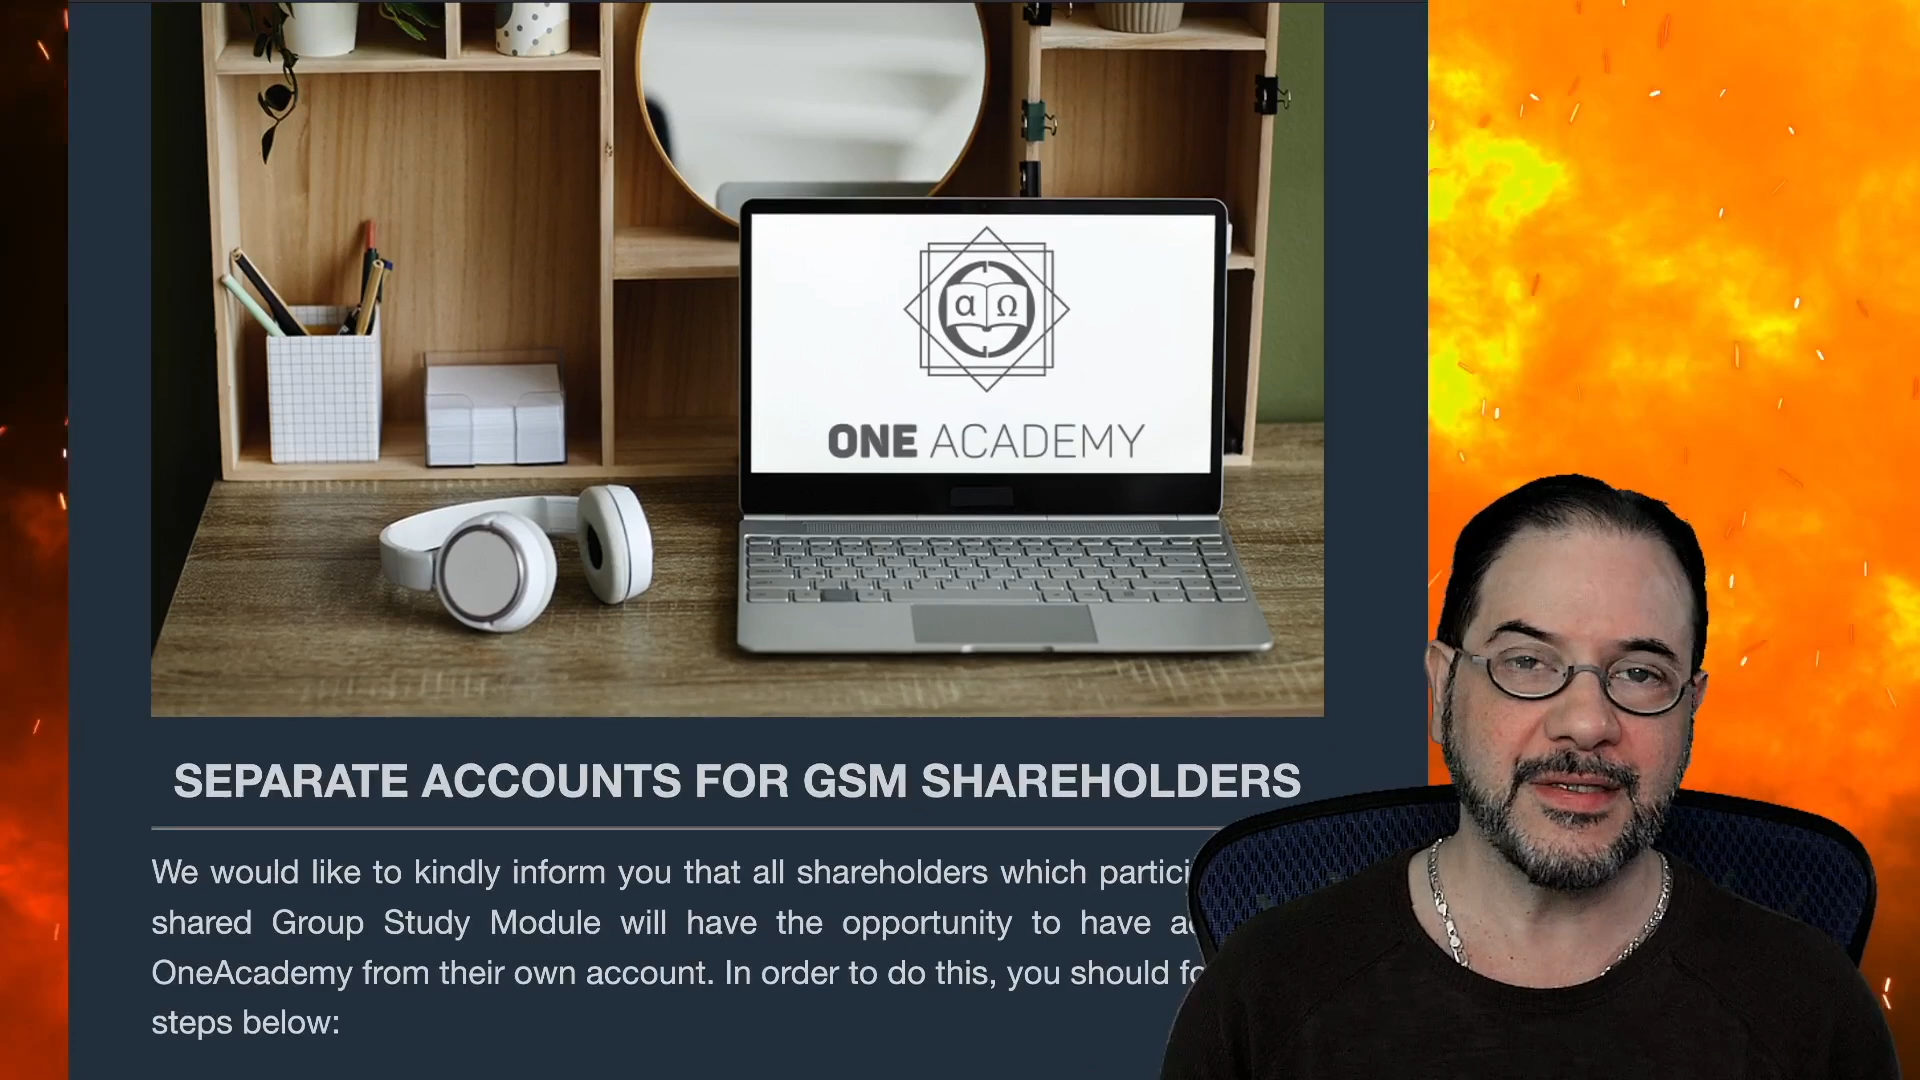 α Ω
ONE ACADEMY
SEPARATE ACCOUNTS FOR GSM SHAREHOLDERS
We would like to kindly inform you that all shareholders which partici
shared Group Study Module will have the opportunity to have
OneAcademy from their own account. In order to do this, you should
steps below: